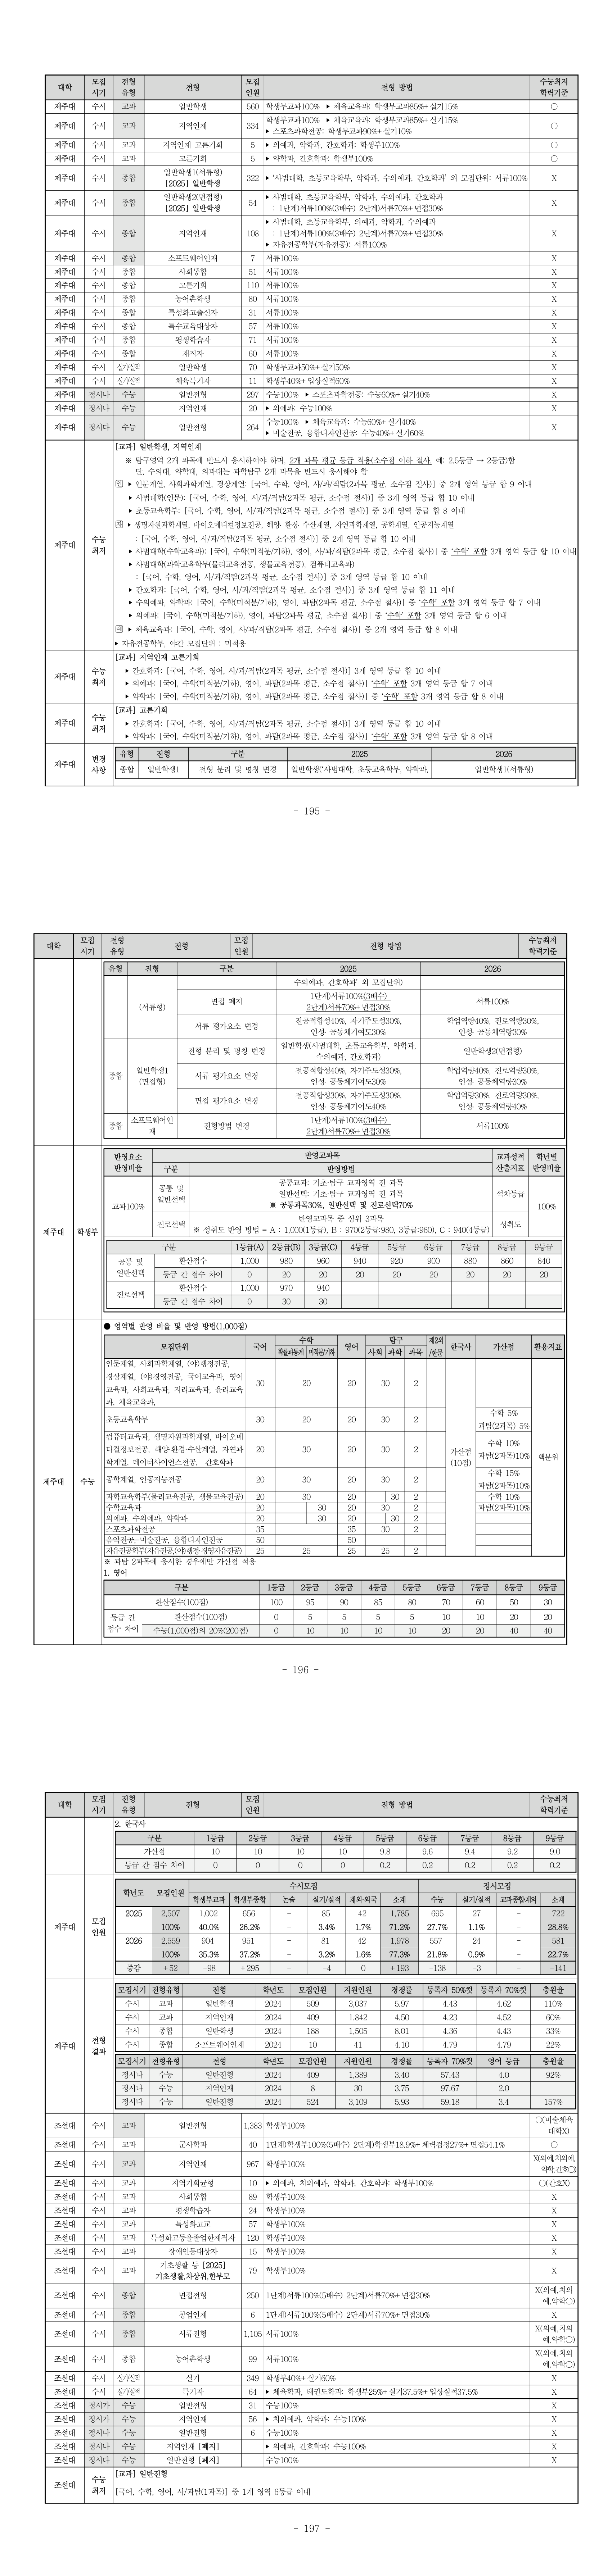 대학 모집시기 전형유형 전형 모집인원 전형 방법 수능최저학력기준
제주대 수시 교과 일반학생 560 학생부교과100% ▶ 체육교육과: 학생부교과85%+실기15% ○
제주대 수시 교과 지역인재 334 학생부교과100% ▶ 체육교육과: 학생부교과85%+실기15%
▶ 스포츠과학전공: 학생부교과90%+실기10% ○
제주대 수시 교과 지역인재 고른기회 5 ▶ 의예과, 약학과, 간호학과: 학생부100% ○
제주대 수시 교과 고른기회 5 ▶ 약학과, 간호학과: 학생부100% ○
제주대 수시 종합 일반학생1(서류형)
[2025] 일반학생 322 ▶ '사범대학, 초등교육학부, 약학과, 수의예과, 간호학과' 외 모집단위: 서류100% X
제주대 수시 종합 일반학생2(면접형)
[2025] 일반학생 54 ▶ 사범대학, 초등교육학부, 약학과, 수의예과, 간호학과
: 1단계)서류100%(3배수) 2단계)서류70%+면접30% X
제주대 수시 종합 지역인재 108 ▶ 사범대학, 초등교육학부, 의예과, 약학과, 수의예과
: 1단계)서류100%(3배수) 2단계)서류70%+면접30%
▶ 자유전공학부(자유전공): 서류100% X
제주대 수시 종합 소프트웨어인재 7 서류100% X
제주대 수시 종합 사회통합 51 서류100% X
제주대 수시 종합 고른기회 110 서류100% X
제주대 수시 종합 농어촌학생 80 서류100% X
제주대 수시 종합 특성화고출신자 31 서류100% X
제주대 수시 종합 특수교육대상자 57 서류100% X
제주대 수시 종합 평생학습자 71 서류100% X
제주대 수시 종합 재직자 60 서류100% X
제주대 수시 실기/실적 일반학생 70 학생부교과50%+실기50% X
제주대 수시 실기/실적 체육특기자 11 학생부40%+입상실적60% X
제주대 정시나 수능 일반전형 297 수능100% ▶ 스포츠과학전공: 수능60%+실기40% X
제주대 정시나 수능 지역인재 20 ▶ 의예과: 수능100% X
제주대 정시다 수능 일반전형 264 수능100% ▶ 체육교육과: 수능60%+실기40%
▶ 미술전공, 융합디자인전공: 수능40%+실기60% X
제주대 수능최저 [교과] 일반학생, 지역인재
※ 탐구영역 2개 과목에 반드시 응시하여야 하며, 2개 과목 평균 등급 적용(소수점 이하 절사, 예: 2.5등급 → 2등급)함
단, 수의대, 약학대, 의과대는 과학탐구 2개 과목을 반드시 응시해야 함
인 ▶ 인문계열, 사회과학계열, 경상계열: [국어, 수학, 영어, 사/과/직탐(2과목 평균, 소수점 절사)] 중 2개 영역 등급 합 9 이내
▶ 사범대학(인문): [국어, 수학, 영어, 사/과/직탐(2과목 평균, 소수점 절사)] 중 3개 영역 등급 합 10 이내
▶ 초등교육학부: [국어, 수학, 영어, 사/과/직탐(2과목 평균, 소수점 절사)] 중 3개 영역 등급 합 8 이내
자 ▶ 생명자원과학계열, 바이오메디컬정보전공, 해양·환경·수산계열, 자연과학계열, 공학계열, 인공지능계열
: [국어, 수학, 영어, 사/과/직탐(2과목 평균, 소수점 절사)] 중 2개 영역 등급 합 10 이내
▶ 사범대학(수학교육과): [국어, 수학(미적분/기하), 영어, 사/과/직탐(2과목 평균, 소수점 절사)] 중 '수학' 포함 3개 영역 등급 합 10 이내
▶ 사범대학(과학교육학부(물리교육전공, 생물교육전공), 컴퓨터교육과)
: [국어, 수학, 영어, 사/과/직탐(2과목 평균, 소수점 절사)] 중 3개 영역 등급 합 10 이내
▶ 간호학과: [국어, 수학, 영어, 사/과/직탐(2과목 평균, 소수점 절사)] 중 3개 영역 등급 합 11 이내
▶ 수의예과, 약학과: [국어, 수학(미적분/기하), 영어, 과탐(2과목 평균, 소수점 절사)] 중 '수학' 포함 3개 영역 등급 합 7 이내
▶ 의예과: [국어, 수학(미적분/기하), 영어, 과탐(2과목 평균, 소수점 절사)] 중 '수학' 포함 3개 영역 등급 합 6 이내
예 ▶ 체육교육과: [국어, 수학, 영어, 사/과/직탐(2과목 평균, 소수점 절사)] 중 2개 영역 등급 합 8 이내
▶ 자유전공학부, 야간 모집단위 : 미적용
제주대 수능최저 [교과] 지역인재 고른기회
▶ 간호학과: [국어, 수학, 영어, 사/과/직탐(2과목 평균, 소수점 절사)] 3개 영역 등급 합 10 이내
▶ 의예과: [국어, 수학(미적분/기하), 영어, 과탐(2과목 평균, 소수점 절사)] '수학' 포함 3개 영역 등급 합 7 이내
▶ 약학과: [국어, 수학(미적분/기하), 영어, 과탐(2과목 평균, 소수점 절사)] 중 '수학' 포함 3개 영역 등급 합 8 이내
제주대 수능최저 [교과] 고른기회
▶ 간호학과: [국어, 수학, 영어, 사/과/직탐(2과목 평균, 소수점 절사)] 3개 영역 등급 합 10 이내
▶ 약학과: [국어, 수학(미적분/기하), 영어, 과탐(2과목 평균, 소수점 절사)] '수학' 포함 3개 영역 등급 합 8 이내
제주대 변경사항 유형 전형 구분 2025 2026
종합 일반학생1 전형 분리 및 명칭 변경 일반학생('사범대학, 초등교육학부, 약학과, 일반학생1(서류형)
- 195 -
대학 모집시기 전형유형 전형 모집인원 전형 방법 수능최저학력기준
유형 전형 구분 2025 2026
수의예과, 간호학과' 외 모집단위)
(서류형) 면접 폐지 1단계)서류100%(3배수)
2단계)서류70%+면접30% 서류100%
서류 평가요소 변경 전공적합성40%, 자기주도성30%,
인성·공동체기여도30% 학업역량40%, 진로역량30%,
인성·공동체역량30%
종합 일반학생1
(면접형) 전형 분리 및 명칭 변경 일반학생(사범대학, 초등교육학부, 약학과,
수의예과, 간호학과) 일반학생2(면접형)
서류 평가요소 변경 전공적합성40%, 자기주도성30%,
인성·공동체기여도30% 학업역량40%, 진로역량30%,
인성·공동체역량30%
면접 평가요소 변경 전공적합성30%, 자기주도성30%,
인성·공동체기여도40% 학업역량30%, 진로역량30%,
인성·공동체역량40%
종합 소프트웨어인재 전형방법 변경 1단계)서류100%(3배수)
2단계)서류70%+면접30% 서류100%
제주대 학생부 반영요소 반영비율 반영교과목 교과성적 산출지표 학년별 반영비율
구분 반영방법
교과100% 공통 및 일반선택 공통교과: 기초·탐구 교과영역 전 과목
일반선택: 기초·탐구 교과영역 전 과목
※ 공통과목30%, 일반선택 및 진로선택70% 석차등급 100%
진로선택 반영교과목 중 상위 3과목
※ 성취도 반영 방법 = A : 1,000(1등급), B : 970(2등급:980, 3등급:960), C : 940(4등급) 성취도
구분 1등급(A) 2등급(B) 3등급(C) 4등급 5등급 6등급 7등급 8등급 9등급
공통 및 일반선택 환산점수 1,000 980 960 940 920 900 880 860 840
등급 간 점수 차이 0 20 20 20 20 20 20 20 20
진로선택 환산점수 1,000 970 940
등급 간 점수 차이 0 30 30
제주대 수능 ● 영역별 반영 비율 및 반영 방법(1,000점)
모집단위 국어 수학 영어 탐구 제2외/한문 한국사 가산점 활용지표
확률과통계 미적분/기하 사회 과학 과목
인문계열, 사회과학계열, (야)행정전공,
경상계열, (야)경영전공, 국어교육과, 영어
교육과, 사회교육과, 지리교육과, 윤리교육
과, 체육교육과, 30 20 20 30 2
초등교육학부 30 20 20 30 2 수학 5%
과탐(2과목) 5%
컴퓨터교육과, 생명자원과학계열, 바이오메
디컬정보전공, 해양·환경·수산계열, 자연과
학계열, 데이터사이언스전공, 간호학과 20 30 20 30 2 가산점
(10점) 수학 10%
과탐(2과목)10% 백분위
공학계열, 인공지능전공 20 30 20 30 2 수학 15%
과탐(2과목)10%
과학교육학부(물리교육전공, 생물교육전공) 20 30 20 30 2 수학 10%
수학교육과 20 30 20 30 2 과탐(2과목)10%
의예과, 수의예과, 약학과 20 30 20 30 2
스포츠과학전공 35 35 30 2
음악전공, 미술전공, 융합디자인전공 50 50
자유전공학부(자유전공,(야)행정·경영자유전공) 25 25 25 25 2
※ 과탐 2과목에 응시한 경우에만 가산점 적용
1. 영어
구분 1등급 2등급 3등급 4등급 5등급 6등급 7등급 8등급 9등급
환산점수(100점) 100 95 90 85 80 70 60 50 30
등급 간 점수 차이 환산점수(100점) 0 5 5 5 5 10 10 20 20
수능(1,000점)의 20%(200점) 0 10 10 10 10 20 20 40 40
- 196 -
대학 모집시기 전형유형 전형 모집인원 전형 방법 수능최저학력기준
2. 한국사
구분 1등급 2등급 3등급 4등급 5등급 6등급 7등급 8등급 9등급
가산점 10 10 10 10 9.8 9.6 9.4 9.2 9.0
등급 간 점수 차이 0 0 0 0 0.2 0.2 0.2 0.2 0.2
제주대 모집인원 학년도 모집인원 수시모집 정시모집
학생부교과 학생부종합 논술 실기/실적 재외·외국 소계 수능 실기/실적 교과종합재외 소계
2025 2,507 1,002 656 - 85 42 1,785 695 27 - 722
100% 40.0% 26.2% - 3.4% 1.7% 71.2% 27.7% 1.1% - 28.8%
2026 2,559 904 951 - 81 42 1,978 557 24 - 581
100% 35.3% 37.2% - 3.2% 1.6% 77.3% 21.8% 0.9% - 22.7%
증감 +52 -98 +295 - -4 0 +193 -138 -3 - -141
제주대 전형결과 모집시기 전형유형 전형 학년도 모집인원 지원인원 경쟁률 등록자 50%컷 등록자 70%컷 충원율
수시 교과 일반학생 2024 509 3,037 5.97 4.43 4.62 110%
수시 교과 지역인재 2024 409 1,842 4.50 4.23 4.52 60%
수시 종합 일반학생 2024 188 1,505 8.01 4.36 4.43 33%
수시 종합 소프트웨어인재 2024 10 41 4.10 4.79 4.79 22%
모집시기 전형유형 전형 학년도 모집인원 지원인원 경쟁률 등록자 70%컷 영어 등급 충원율
정시나 수능 일반전형 2024 409 1,389 3.40 57.43 4.0 92%
정시나 수능 지역인재 2024 8 30 3.75 97.67 2.0
정시다 수능 일반전형 2024 524 3,109 5.93 59.18 3.4 157%
조선대 수시 교과 일반전형 1,383 학생부100% ○(미술체육대학X)
조선대 수시 교과 군사학과 40 1단계)학생부100%(5배수) 2단계)학생부18.9%+체력검정27%+면접54.1% ○
조선대 수시 교과 지역인재 967 학생부100% X(의예,치의예,약학,간호○)
조선대 수시 교과 지역기회균형 10 ▶ 의예과, 치의예과, 약학과, 간호학과: 학생부100% ○(간호X)
조선대 수시 교과 사회통합 89 학생부100% X
조선대 수시 교과 평생학습자 24 학생부100% X
조선대 수시 교과 특성화고교 57 학생부100% X
조선대 수시 교과 특성화고등을졸업한재직자 120 학생부100% X
조선대 수시 교과 장애인등대상자 15 학생부100% X
조선대 수시 교과 기초생활 등 [2025]
기초생활,차상위,한부모 79 학생부100% X
조선대 수시 종합 면접전형 250 1단계)서류100%(5배수) 2단계)서류70%+면접30% X(의예,치의예,약학○)
조선대 수시 종합 창업인재 6 1단계)서류100%(5배수) 2단계)서류70%+면접30% X
조선대 수시 종합 서류전형 1,105 서류100% X(의예,치의예,약학○)
조선대 수시 종합 농어촌학생 99 서류100% X(의예,치의예,약학○)
조선대 수시 실기/실적 실기 349 학생부40%+실기60% X
조선대 수시 실기/실적 특기자 64 ▶ 체육학과, 태권도학과: 학생부25%+실기37.5%+입상실적37.5% X
조선대 정시가 수능 일반전형 31 수능100% X
조선대 정시가 수능 지역인재 56 ▶ 치의예과, 약학과: 수능100% X
조선대 정시나 수능 일반전형 6 수능100% X
조선대 정시나 수능 지역인재 [폐지] ▶ 의예과, 간호학과: 수능100% X
조선대 정시다 수능 일반전형 [폐지] 수능100% X
조선대 수능최저 [교과] 일반전형
[국어, 수학, 영어, 사/과탐(1과목)] 중 1개 영역 6등급 이내
- 197 -